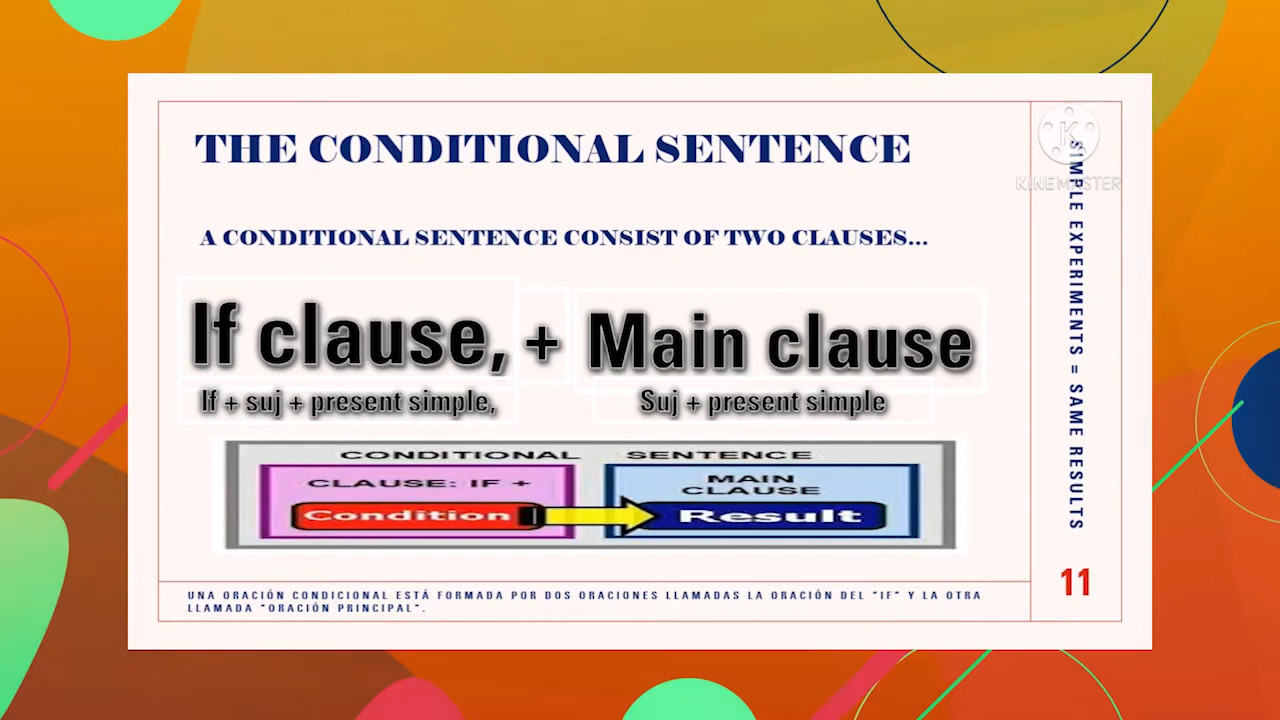 THE CONDITIONAL SENTENCE
A CONDITIONAL SENTENCE CONSIST OF TWO CLAUSES...
If clause, + Main clause
If + suj + present simple,
Suj + present simple
CONDITIONAL SENTENCE
CLAUSE: IF +
MAIN
CLAUSE
Condition
Result
UNA ORACIÓN CONDICIONAL ESTÁ FORMADA POR DOS ORACIONES LLAMADAS LA ORACIÓN DEL "IF" Y LA OTRA
LLAMADA "ORACIÓN PRINCIPAL".
K
KINEMASTER
SIMPLE EXPERIMENTS = SAME RESULTS
11